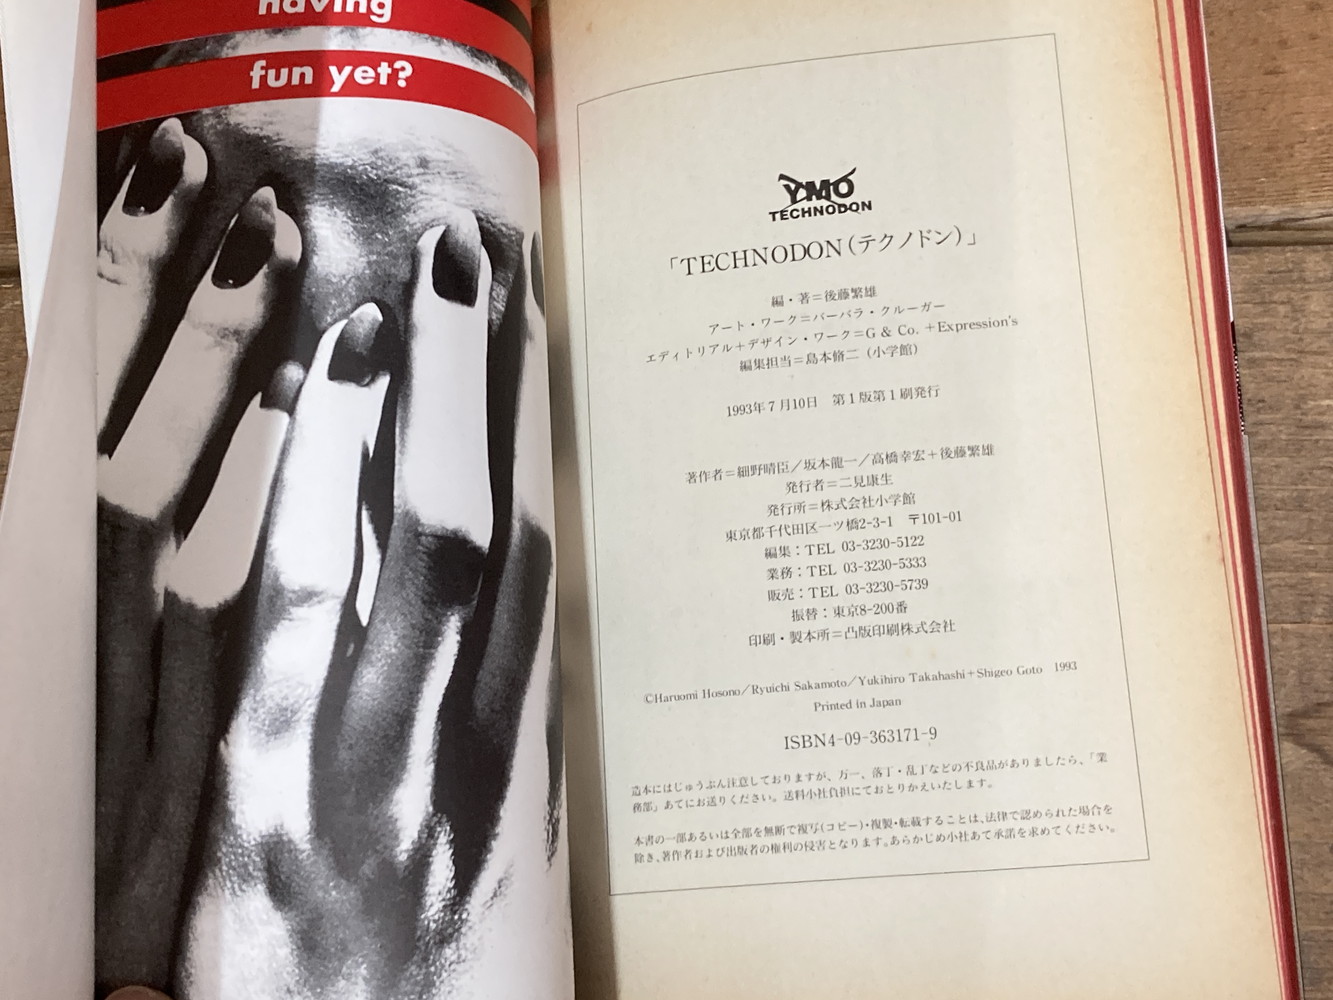 having
fun yet?
YMO
TECHNODON
「TECHNODON(テクノドン)」
編・著=後藤繁雄
アート・ワーク=バーバラ・クルーガー
エディトリアル+デザイン・ワーク=G & Co. +Expression's
編集担当=島本脩二(小学館)
1993年7月10日 第1版第1刷発行
著作者=細野晴臣/坂本龍一/高橋幸宏+後藤繁雄
発行者=二見康生
発行所=株式会社小学館
東京都千代田区一ツ橋2-3-1 〒101-01
編集:TEL 03-3230-5122
業務:TEL 03-3230-5333
販売:TEL 03-3230-5739
振替:東京8-200番
印刷・製本所=凸版印刷株式会社
©Haruomi Hosono/Ryuichi Sakamoto/Yukihiro Takahashi+Shigeo Goto 1993
Printed in Japan
ISBN4-09-363171-9
造本にはじゅうぶん注意しておりますが、万一、落丁・乱丁などの不良品がありましたら、「業
務部」あてにお送りください。送料小社負担にておとりかえいたします。
本書の一部あるいは全部を無断で複写(コピー)・複製・転載することは、法律で認められた場合を
除き、著作者および出版者の権利の侵害となります。あらかじめ小社あて承諾を求めてください。